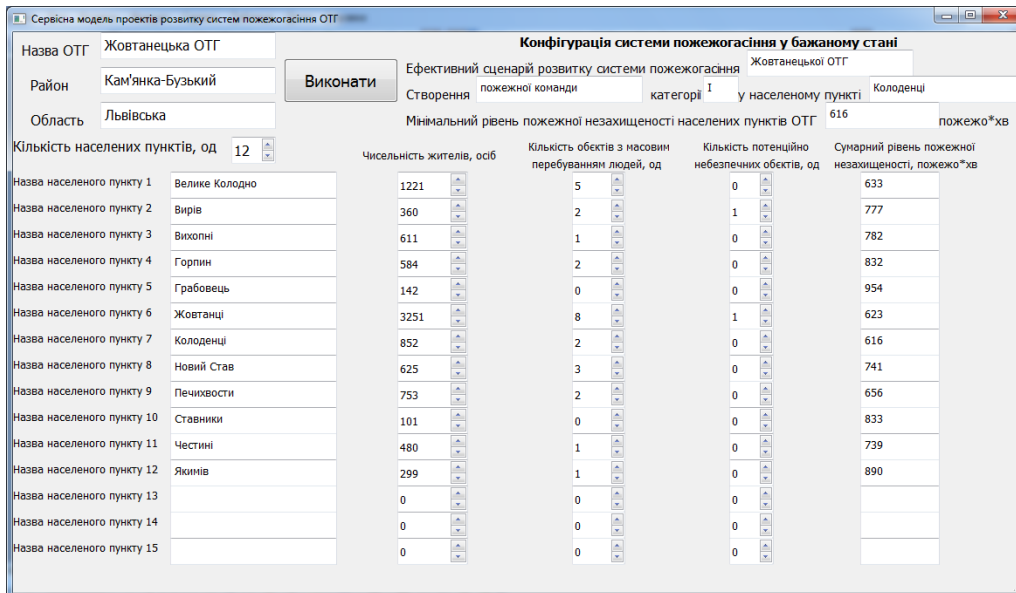 Сервісна модель проектів розвитку систем пожежогасіння ОТГ
Назва ОТГ Жовтанецька ОТГ
Район Кам'янка-Бузький
Область Львівська
Виконати
Конфігурація системи пожежогасіння у бажаному стані
Ефективний сценарій розвитку системи пожежогасіння Жовтанецької ОТГ
Створення пожежної команди категорії I у населеному пункті Колоденці
Мінімальний рівень пожежної незахищеності населених пунктів ОТГ 616 пожежо*хв
Кількість населених пунктів, од 12
Чисельність жителів, осіб
Кількість обєктів з масовим
перебуванням людей, од
Кількість потенційно
небезпечних обєктів, од
Сумарний рівень пожежної
незахищеності, пожежо*хв
Назва населеного пункту 1 Велике Колодно 1221 5 0 633
Назва населеного пункту 2 Вирів 360 2 1 777
Назва населеного пункту 3 Вихопні 611 1 0 782
Назва населеного пункту 4 Горпин 584 2 0 832
Назва населеного пункту 5 Грабовець 142 0 0 954
Назва населеного пункту 6 Жовтанці 3251 8 1 623
Назва населеного пункту 7 Колоденці 852 2 0 616
Назва населеного пункту 8 Новий Став 625 3 0 741
Назва населеного пункту 9 Печихвости 753 2 0 656
Назва населеного пункту 10 Ставники 101 0 0 833
Назва населеного пункту 11 Честині 480 1 0 739
Назва населеного пункту 12 Якимів 299 1 0 890
Назва населеного пункту 13 0 0 0
Назва населеного пункту 14 0 0 0
Назва населеного пункту 15 0 0 0